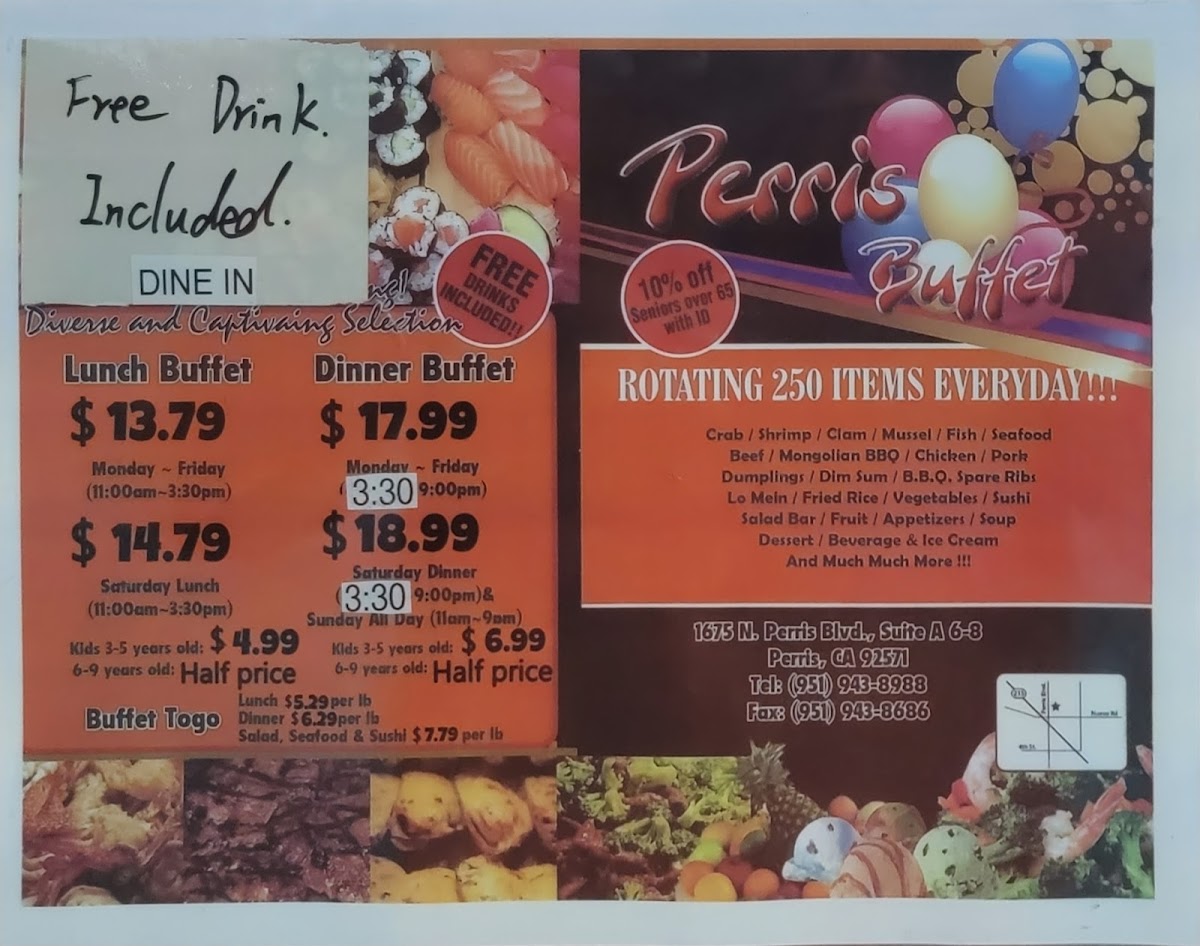 Free Drink.
Included.
DINE IN
ng!
Diverse and Captivaing Selection
FREE
DRINKS
INCLUDED!!
Lunch Buffet
$ 13.79
Monday ~ Friday
(11:00am~3:30pm)
$ 14.79
Saturday Lunch
(11:00am~3:30pm)
Kids 3-5 years old: $ 4.99
6-9 years old: Half price
Dinner Buffet
$ 17.99
Monday ~ Friday
( 3:30 9:00pm)
$ 18.99
Saturday Dinner
( 3:30 9:00pm)&
Sunday All Day (11am~9pm)
Kids 3-5 years old: $ 6.99
6-9 years old: Half price
Buffet Togo
Lunch $5.29 per lb
Dinner $6.29 per lb
Salad, Seafood & Sushi $7.79 per lb
Perris
Buffet
10% off
Seniors over 65
with ID
ROTATING 250 ITEMS EVERYDAY!!!
Crab / Shrimp / Clam / Mussel / Fish / Seafood
Beef / Mongolian BBQ / Chicken / Pork
Dumplings / Dim Sum / B.B.Q. Spare Ribs
Lo Mein / Fried Rice / Vegetables / Sushi
Salad Bar / Fruit / Appetizers / Soup
Dessert / Beverage & Ice Cream
And Much Much More !!!
1675 N. Perris Blvd., Suite A 6-8
Perris, CA 92571
Tel: (951) 943-8988
Fax: (951) 943-8686
215
Perris Blvd.
4th St.